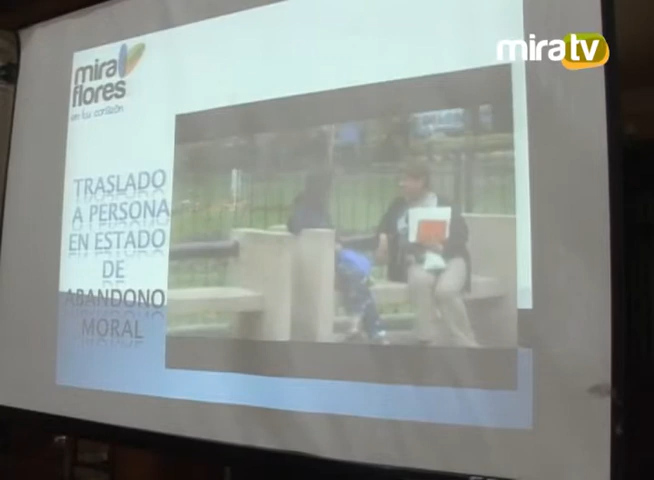 miratv
mira
flores
en tu corazón
TRASLADO
A PERSONA
EN ESTADO
DE
ABANDONO
MORAL